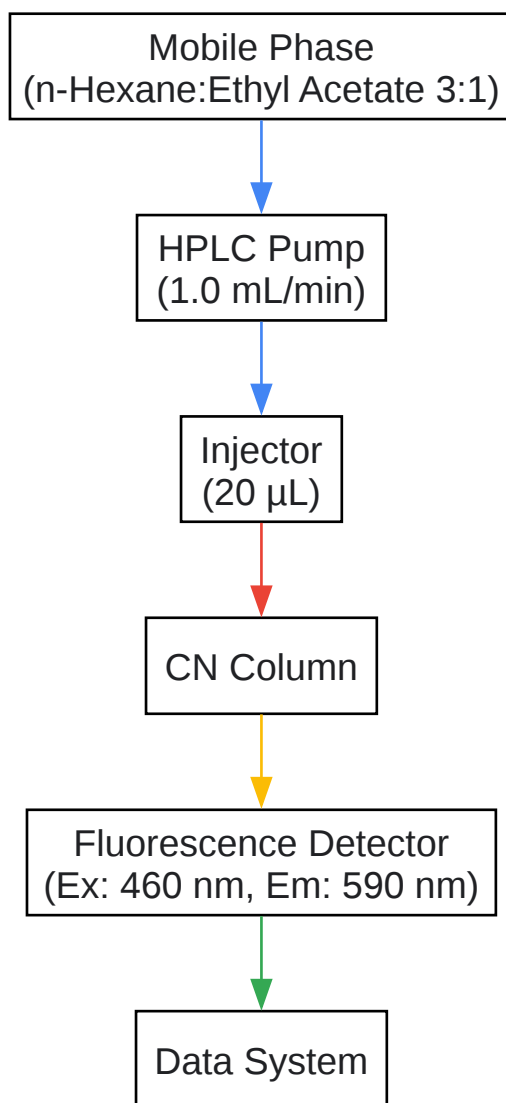 Mobile Phase
(n-Hexane:Ethyl Acetate 3:1)
HPLC Pump
(1.0 mL/min)
Injector
(20 µL)
CN Column
Fluorescence Detector
(Ex: 460 nm, Em: 590 nm)
Data System